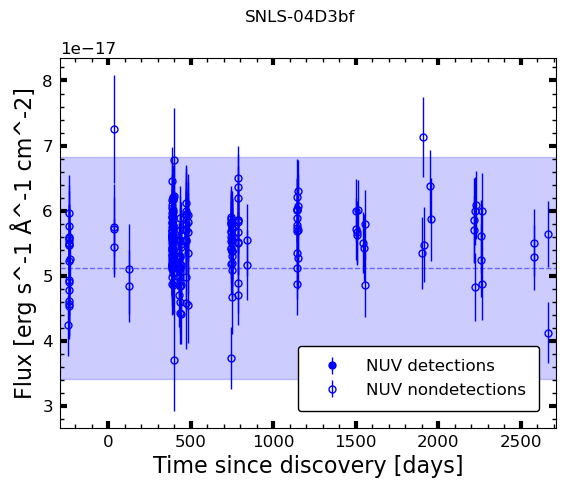 SNLS-04D3bf
1e−17
Flux [erg s^-1 Å^-1 cm^-2]
8
7
6
5
4
3
NUV detections
NUV nondetections
0 500 1000 1500 2000 2500
Time since discovery [days]